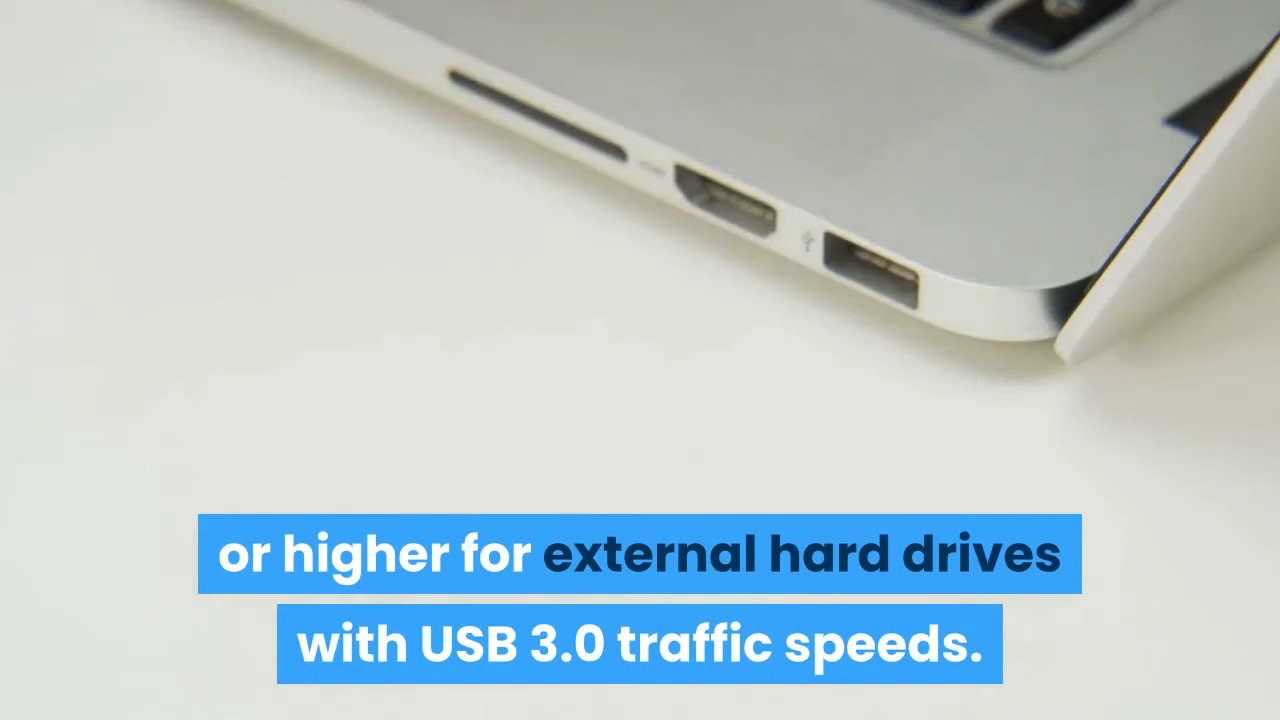 or higher for external hard drives
with USB 3.0 traffic speeds.